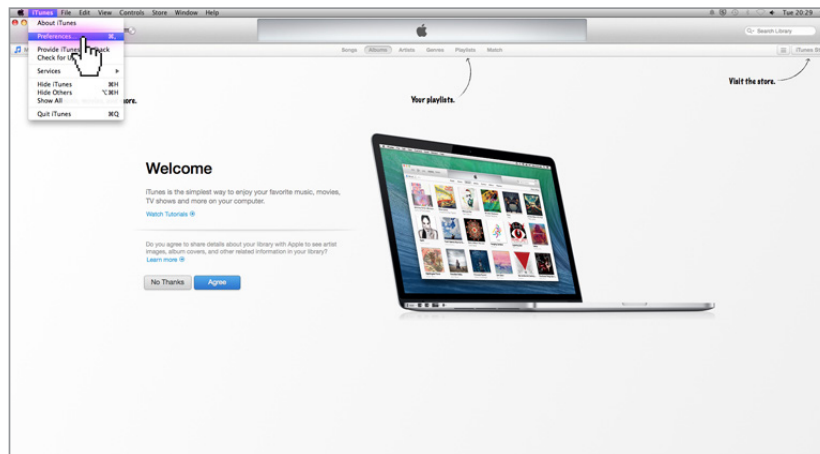 iTunes File Edit View Controls Store Window Help
Tue 20:29
About iTunes
Preferences... ⌘,
Provide iTunes
Check for
Services
Hide iTunes ⌘H
Hide Others ⌥⌘H
Show All
Quit iTunes ⌘Q
Search Library
Songs Albums Artists Genres Playlists Watch
iTunes
Visit the store.
Your playlists.
Welcome
iTunes is the simplest way to enjoy your favorite music, movies,
TV shows and more on your computer.
Watch Tutorials
Do you agree to share details about your library with Apple to see artist
images, album covers, and other related information in your library?
Learn more
No Thanks Agree